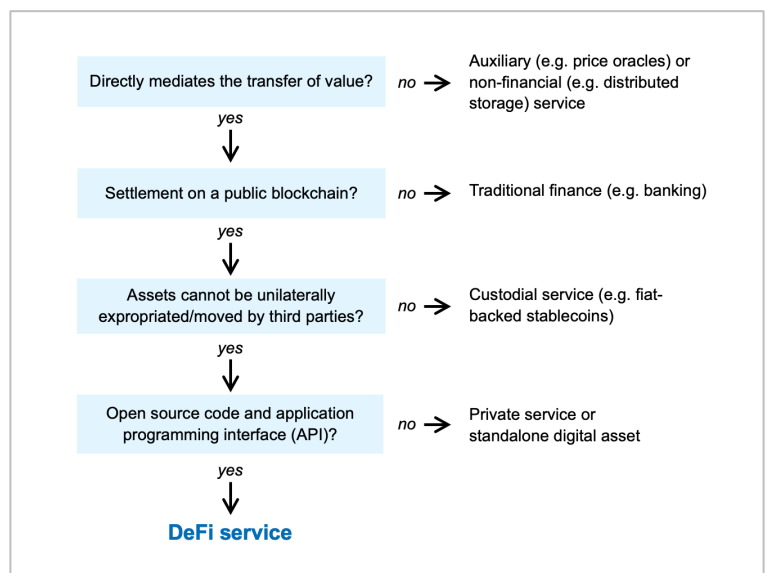 Directly mediates the transfer of value?
no
Auxiliary (e.g. price oracles) or
non-financial (e.g. distributed
storage) service
yes
Settlement on a public blockchain?
no
Traditional finance (e.g. banking)
yes
Assets cannot be unilaterally
expropriated/moved by third parties?
no
Custodial service (e.g. fiat-
backed stablecoins)
yes
Open source code and application
programming interface (API)?
no
Private service or
standalone digital asset
yes
DeFi service